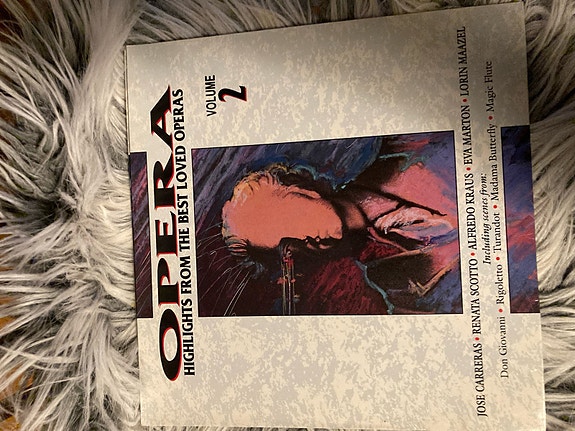 OPERA
HIGHLIGHTS FROM THE BEST LOVED OPERAS
VOLUME
2
JOSE CARRERAS • RENATA SCOTTO • ALFREDO KRAUS • EVA MARTON • LORIN MAAZEL
Including scenes from:
Don Giovanni • Rigoletto • Turandot • Madama Butterfly • Magic Flute